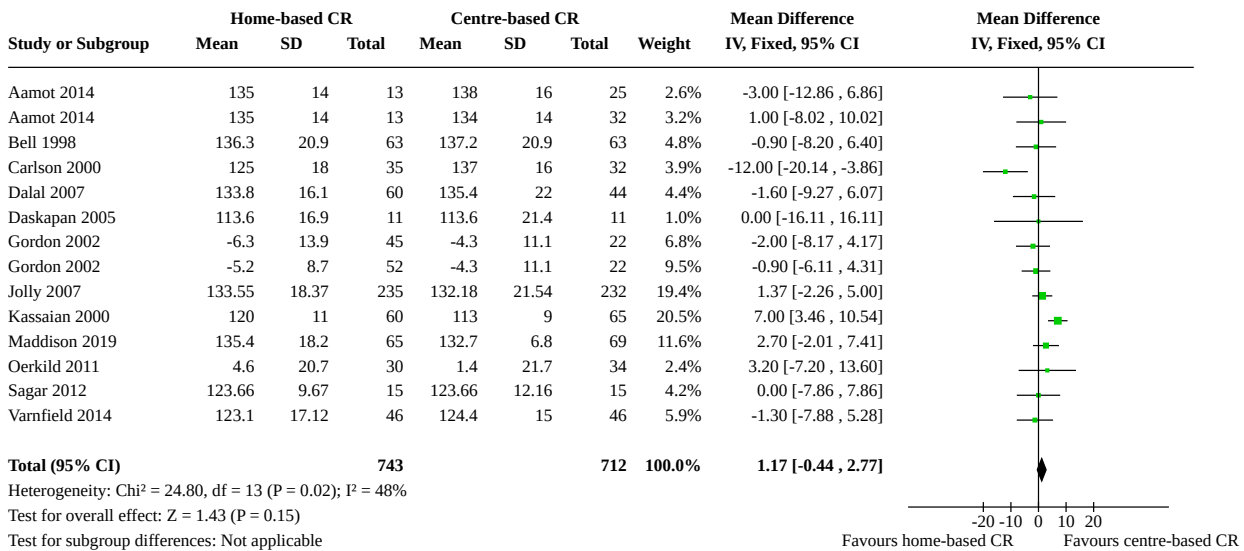 Home-based CR Centre-based CR Mean Difference Mean Difference
Study or Subgroup Mean SD Total Mean SD Total Weight IV, Fixed, 95% CI IV, Fixed, 95% CI
Aamot 2014 135 14 13 138 16 25 2.6% -3.00 [-12.86 , 6.86]
Aamot 2014 135 14 13 134 14 32 3.2% 1.00 [-8.02 , 10.02]
Bell 1998 136.3 20.9 63 137.2 20.9 63 4.8% -0.90 [-8.20 , 6.40]
Carlson 2000 125 18 35 137 16 32 3.9% -12.00 [-20.14 , -3.86]
Dalal 2007 133.8 16.1 60 135.4 22 44 4.4% -1.60 [-9.27 , 6.07]
Daskapan 2005 113.6 16.9 11 113.6 21.4 11 1.0% 0.00 [-16.11 , 16.11]
Gordon 2002 -6.3 13.9 45 -4.3 11.1 22 6.8% -2.00 [-8.17 , 4.17]
Gordon 2002 -5.2 8.7 52 -4.3 11.1 22 9.5% -0.90 [-6.11 , 4.31]
Jolly 2007 133.55 18.37 235 132.18 21.54 232 19.4% 1.37 [-2.26 , 5.00]
Kassaian 2000 120 11 60 113 9 65 20.5% 7.00 [3.46 , 10.54]
Maddison 2019 135.4 18.2 65 132.7 6.8 69 11.6% 2.70 [-2.01 , 7.41]
Oerkild 2011 4.6 20.7 30 1.4 21.7 34 2.4% 3.20 [-7.20 , 13.60]
Sagar 2012 123.66 9.67 15 123.66 12.16 15 4.2% 0.00 [-7.86 , 7.86]
Varnfield 2014 123.1 17.12 46 124.4 15 46 5.9% -1.30 [-7.88 , 5.28]
Total (95% CI) 743 712 100.0% 1.17 [-0.44 , 2.77]
Heterogeneity: Chi² = 24.80, df = 13 (P = 0.02); I² = 48%
Test for overall effect: Z = 1.43 (P = 0.15) -20 -10 0 10 20
Test for subgroup differences: Not applicable Favours home-based CR Favours centre-based CR